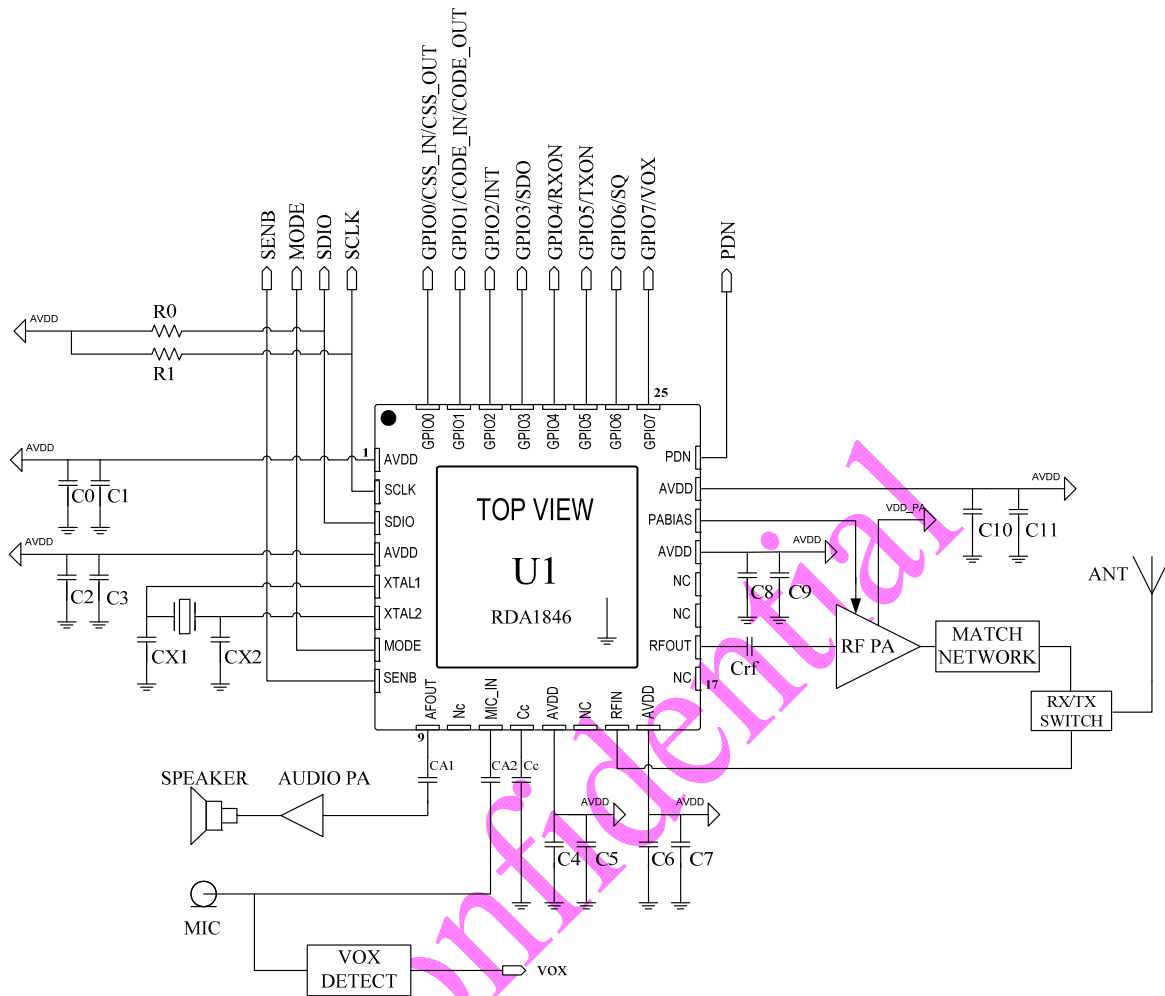 SENB
MODE
SDIO
SCLK
GPIO0/CSS_IN/CSS_OUT
GPIO1/CODE_IN/CODE_OUT
GPIO2/INT
GPIO3/SDO
GPIO4/RXON
GPIO5/TXON
GPIO6/SQ
GPIO7/VOX
PDN
AVDD
R0
R1
25
GPIO0
GPIO1
GPIO2
GPIO3
GPIO4
GPIO5
GPIO6
GPIO7
AVDD
1
AVDD
SCLK
SDIO
AVDD
XTAL1
XTAL2
MODE
SENB
C0
C1
AVDD
C2
C3
CX1
CX2
TOP VIEW
U1
RDA1846
PDN
AVDD
PABIAS
AVDD
NC
NC
RFOUT
NC
17
AVDD
C10
C11
VDD_PA
AVDD
C8
C9
ANT
Crf
RF PA
MATCH
NETWORK
RX/TX
SWITCH
AFOUT
Nc
MIC_IN
Cc
AVDD
NC
RFIN
AVDD
9
CA1
CA2
Cc
SPEAKER
AUDIO PA
AVDD
AVDD
C4
C5
C6
C7
MIC
VOX
DETECT
VOX
onfidential